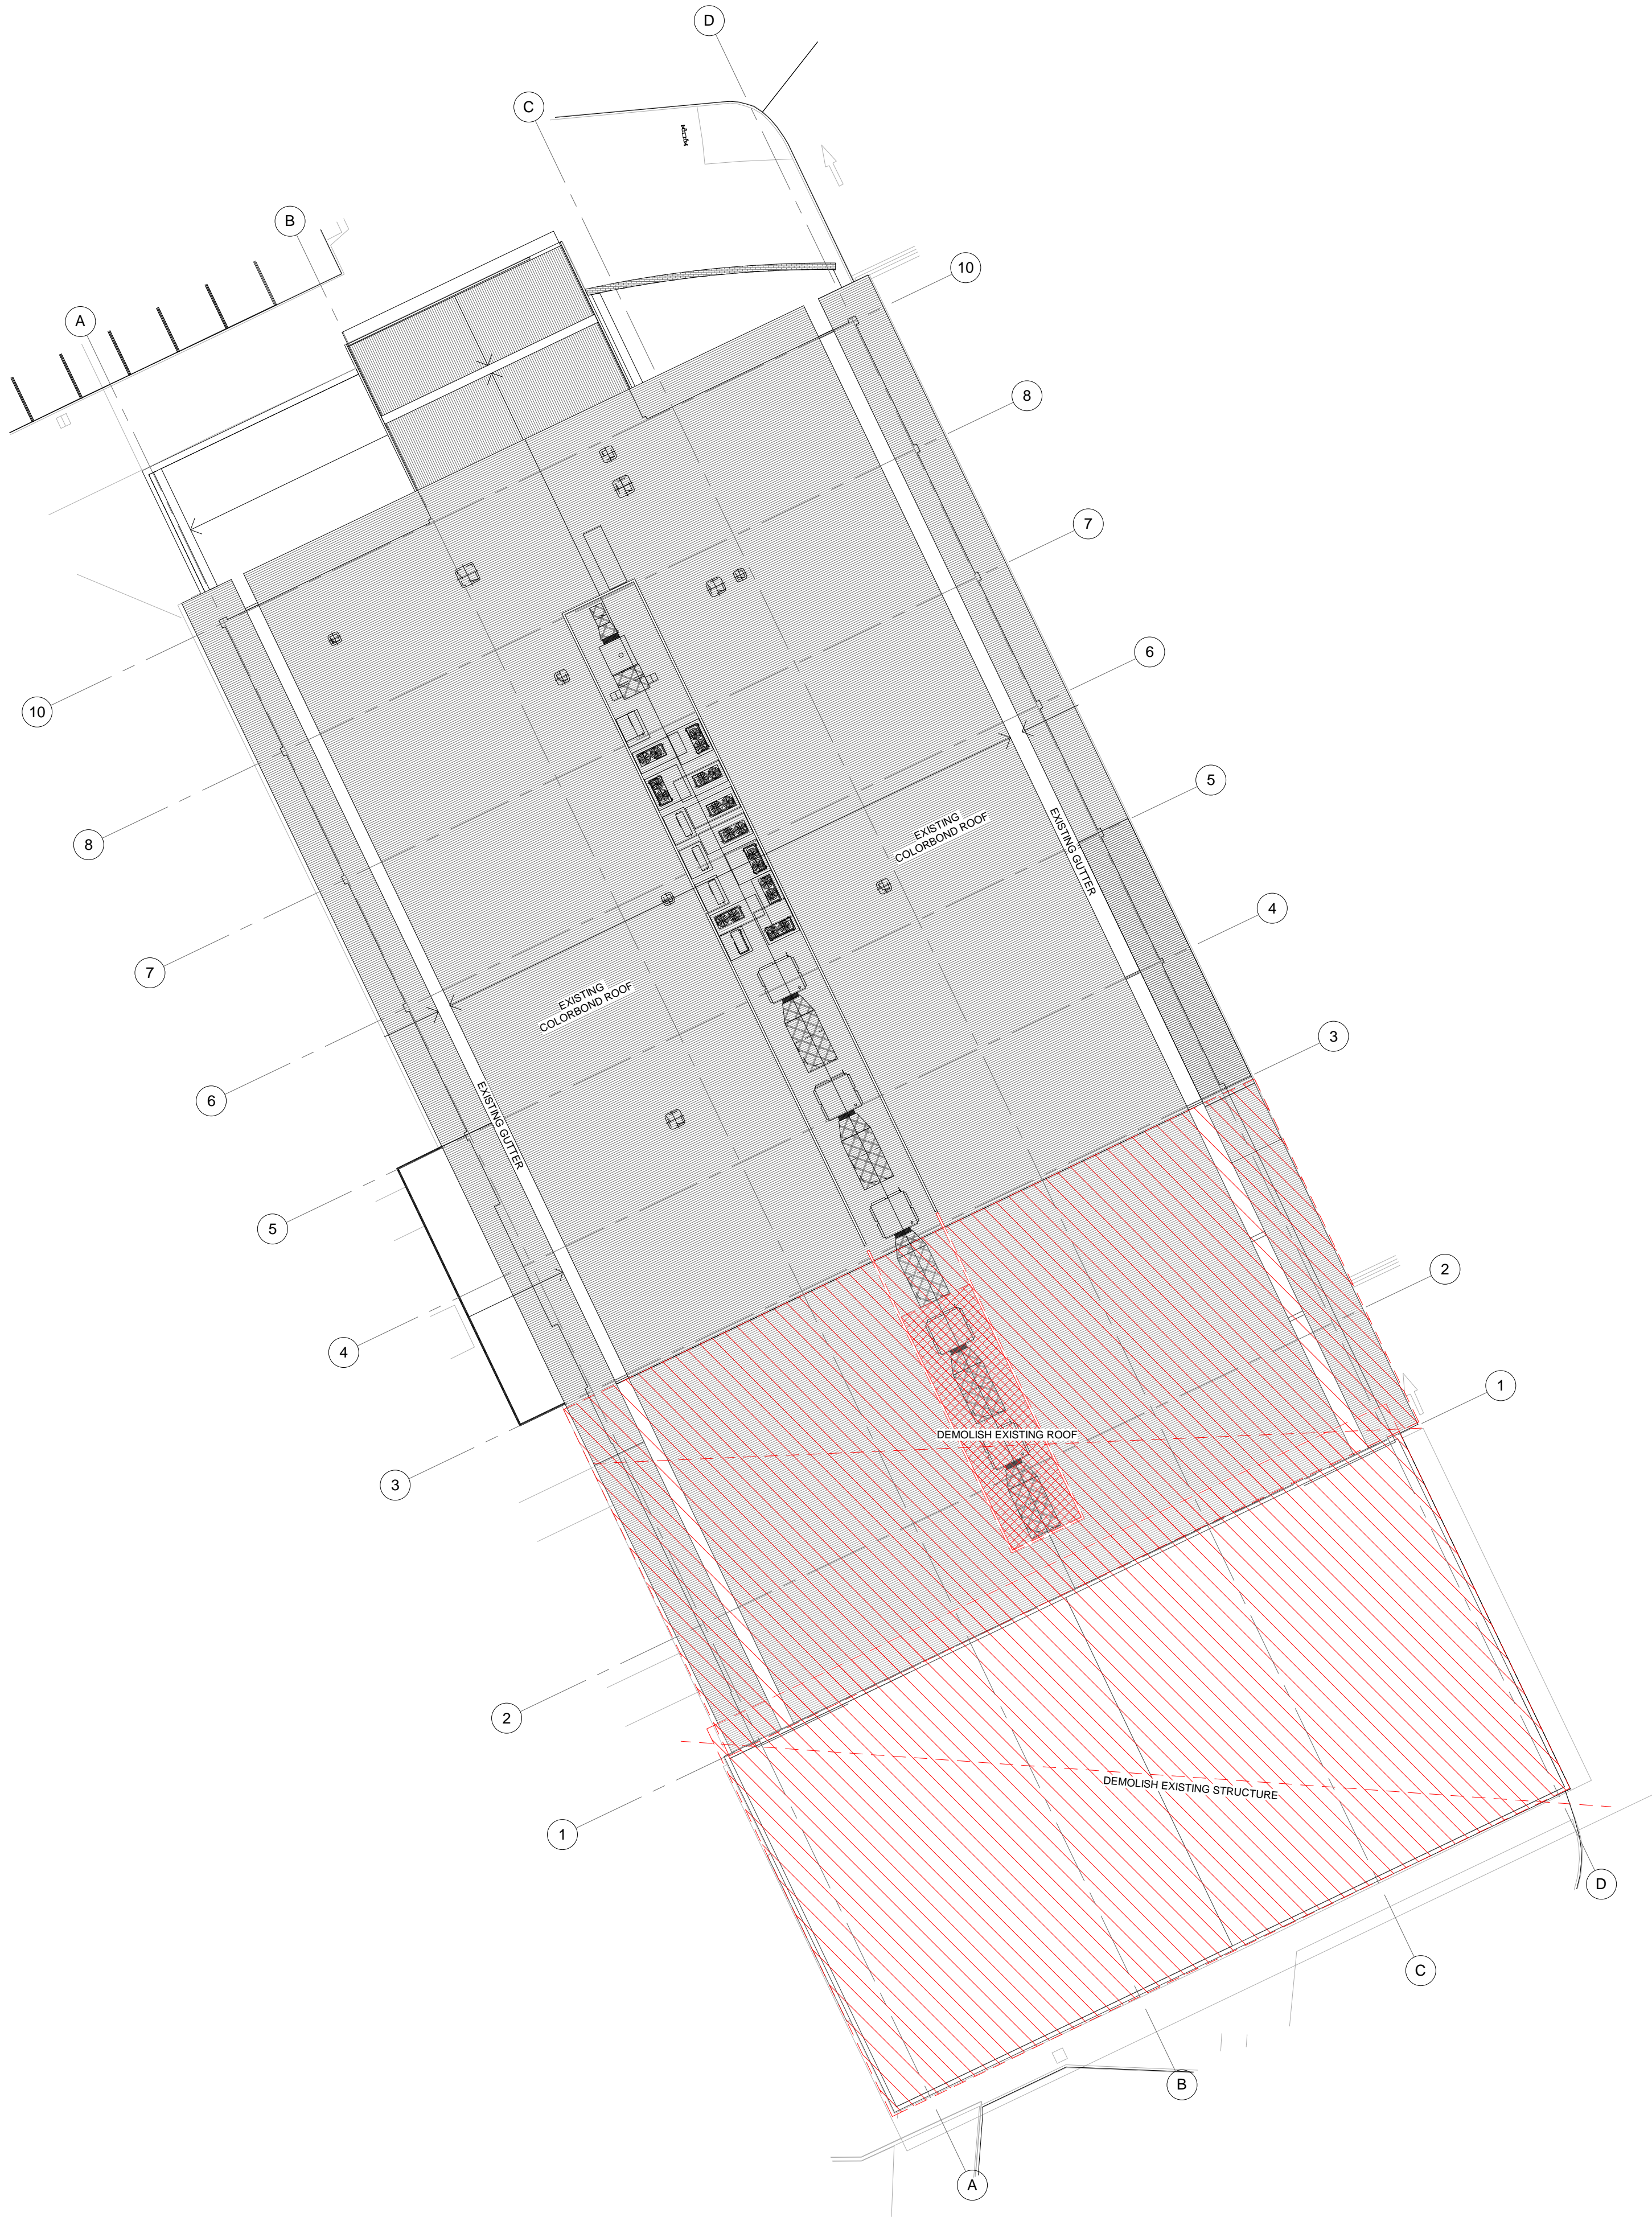 D
C
B
10
A
8
7
6
10
5
EXISTING
COLORBOND ROOF
EXISTING GUTTER
8
4
7
EXISTING
COLORBOND ROOF
3
6
EXISTING GUTTER
5
2
4
1
DEMOLISH EXISTING ROOF
3
2
DEMOLISH EXISTING STRUCTURE
1
D
C
B
A